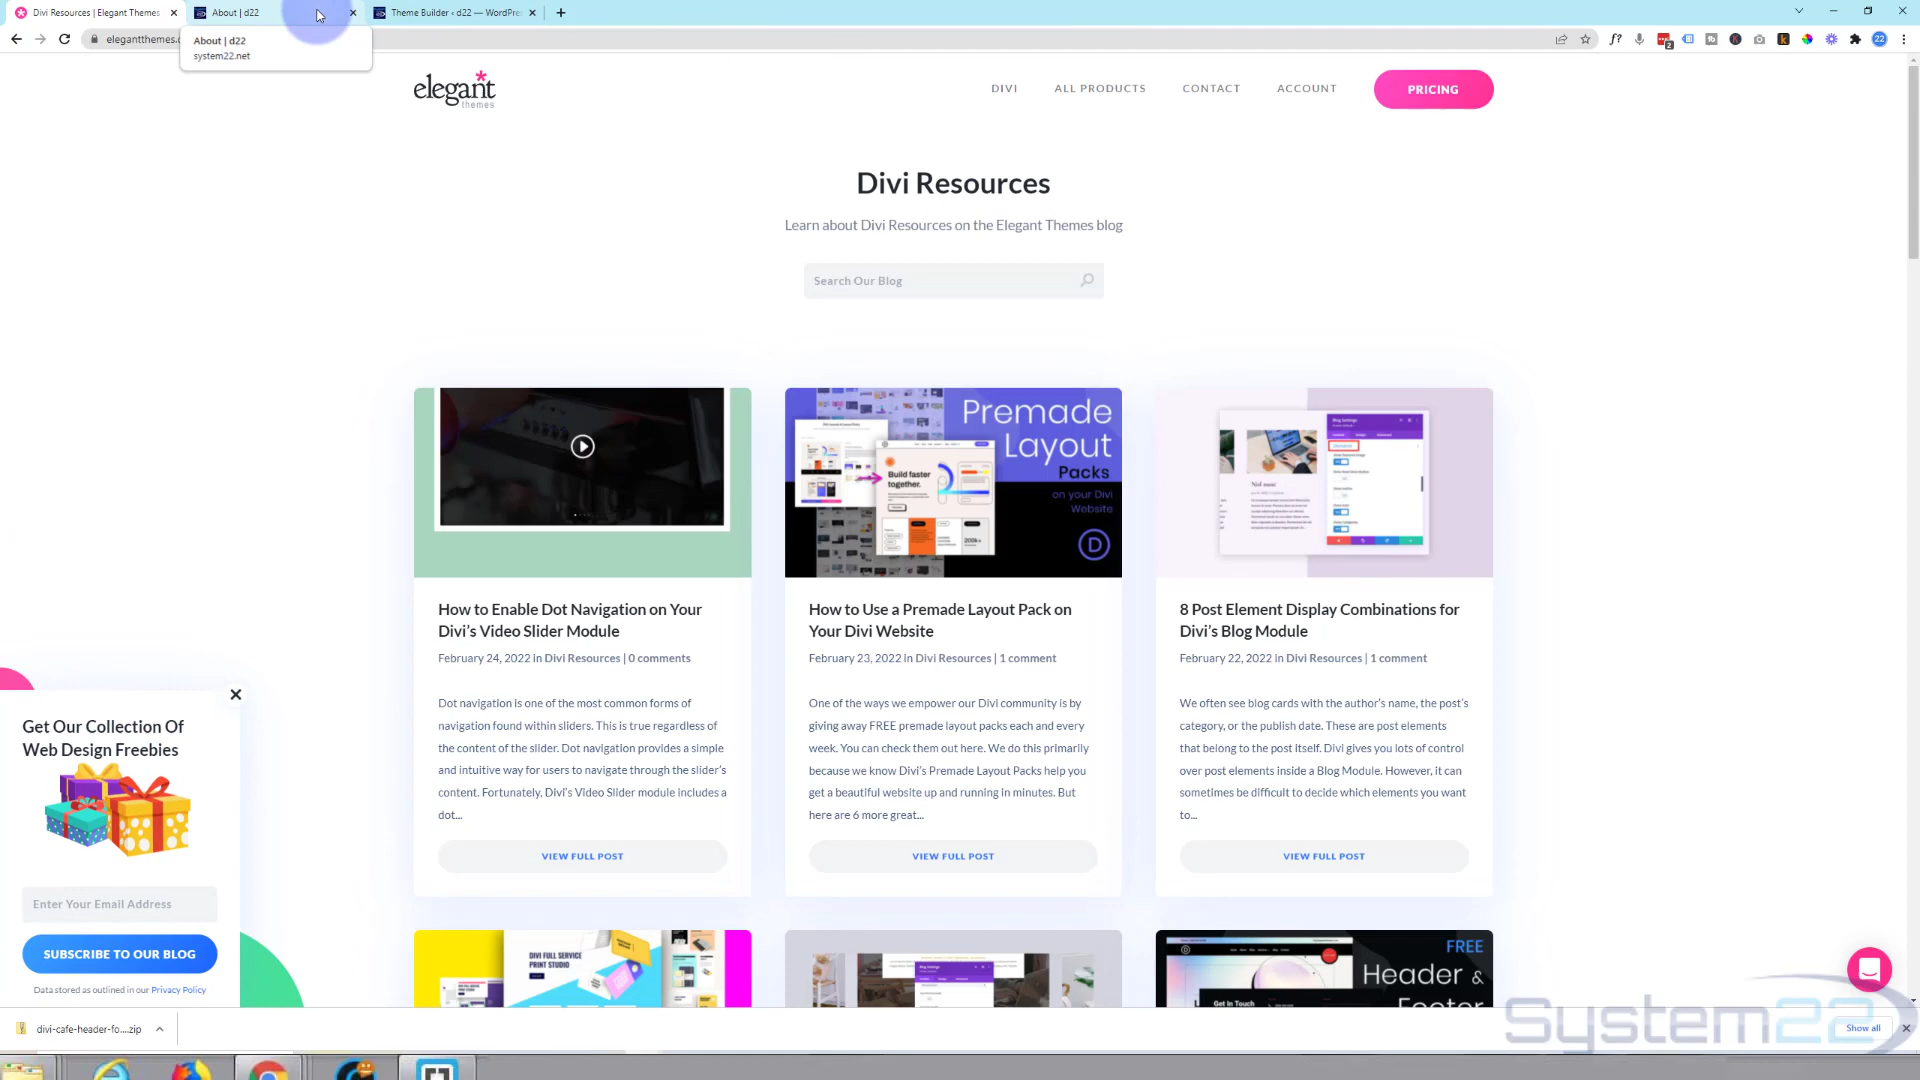 Divi Resources | Elegant Themes
About | d22
Theme Builder ‹ d22 — WordPre
elegantthemes.c
About | d22
system22.net
elegant
themes
DIVI
ALL PRODUCTS
CONTACT
ACCOUNT
PRICING
Divi Resources
Learn about Divi Resources on the Elegant Themes blog
Search Our Blog
Premade
Layout
Packs
on your Divi
Website
Build faster
together.
200k+
How to Enable Dot Navigation on Your
Divi's Video Slider Module
February 24, 2022 in Divi Resources | 0 comments
Dot navigation is one of the most common forms of
navigation found within sliders. This is true regardless of
the content of the slider. Dot navigation provides a simple
and intuitive way for users to navigate through the slider's
content. Fortunately, Divi's Video Slider module includes a
dot...
VIEW FULL POST
How to Use a Premade Layout Pack on
Your Divi Website
February 23, 2022 in Divi Resources | 1 comment
One of the ways we empower our Divi community is by
giving away FREE premade layout packs each and every
week. You can check them out here. We do this primarily
because we know Divi's Premade Layout Packs help you
get a beautiful website up and running in minutes. But
here are 6 more great...
VIEW FULL POST
8 Post Element Display Combinations for
Divi's Blog Module
February 22, 2022 in Divi Resources | 1 comment
We often see blog cards with the author's name, the post's
category, or the publish date. These are post elements
that belong to the post itself. Divi gives you lots of control
over post elements inside a Blog Module. However, it can
sometimes be difficult to decide which elements you want
to...
VIEW FULL POST
Get Our Collection Of
Web Design Freebies
Enter Your Email Address
SUBSCRIBE TO OUR BLOG
Data stored as outlined in our Privacy Policy
DIVI FULL SERVICE
PRINT STUDIO
FREE
Header &
Footer
Get In Touch
divi-cafe-header-fo....zip
Show all
System22